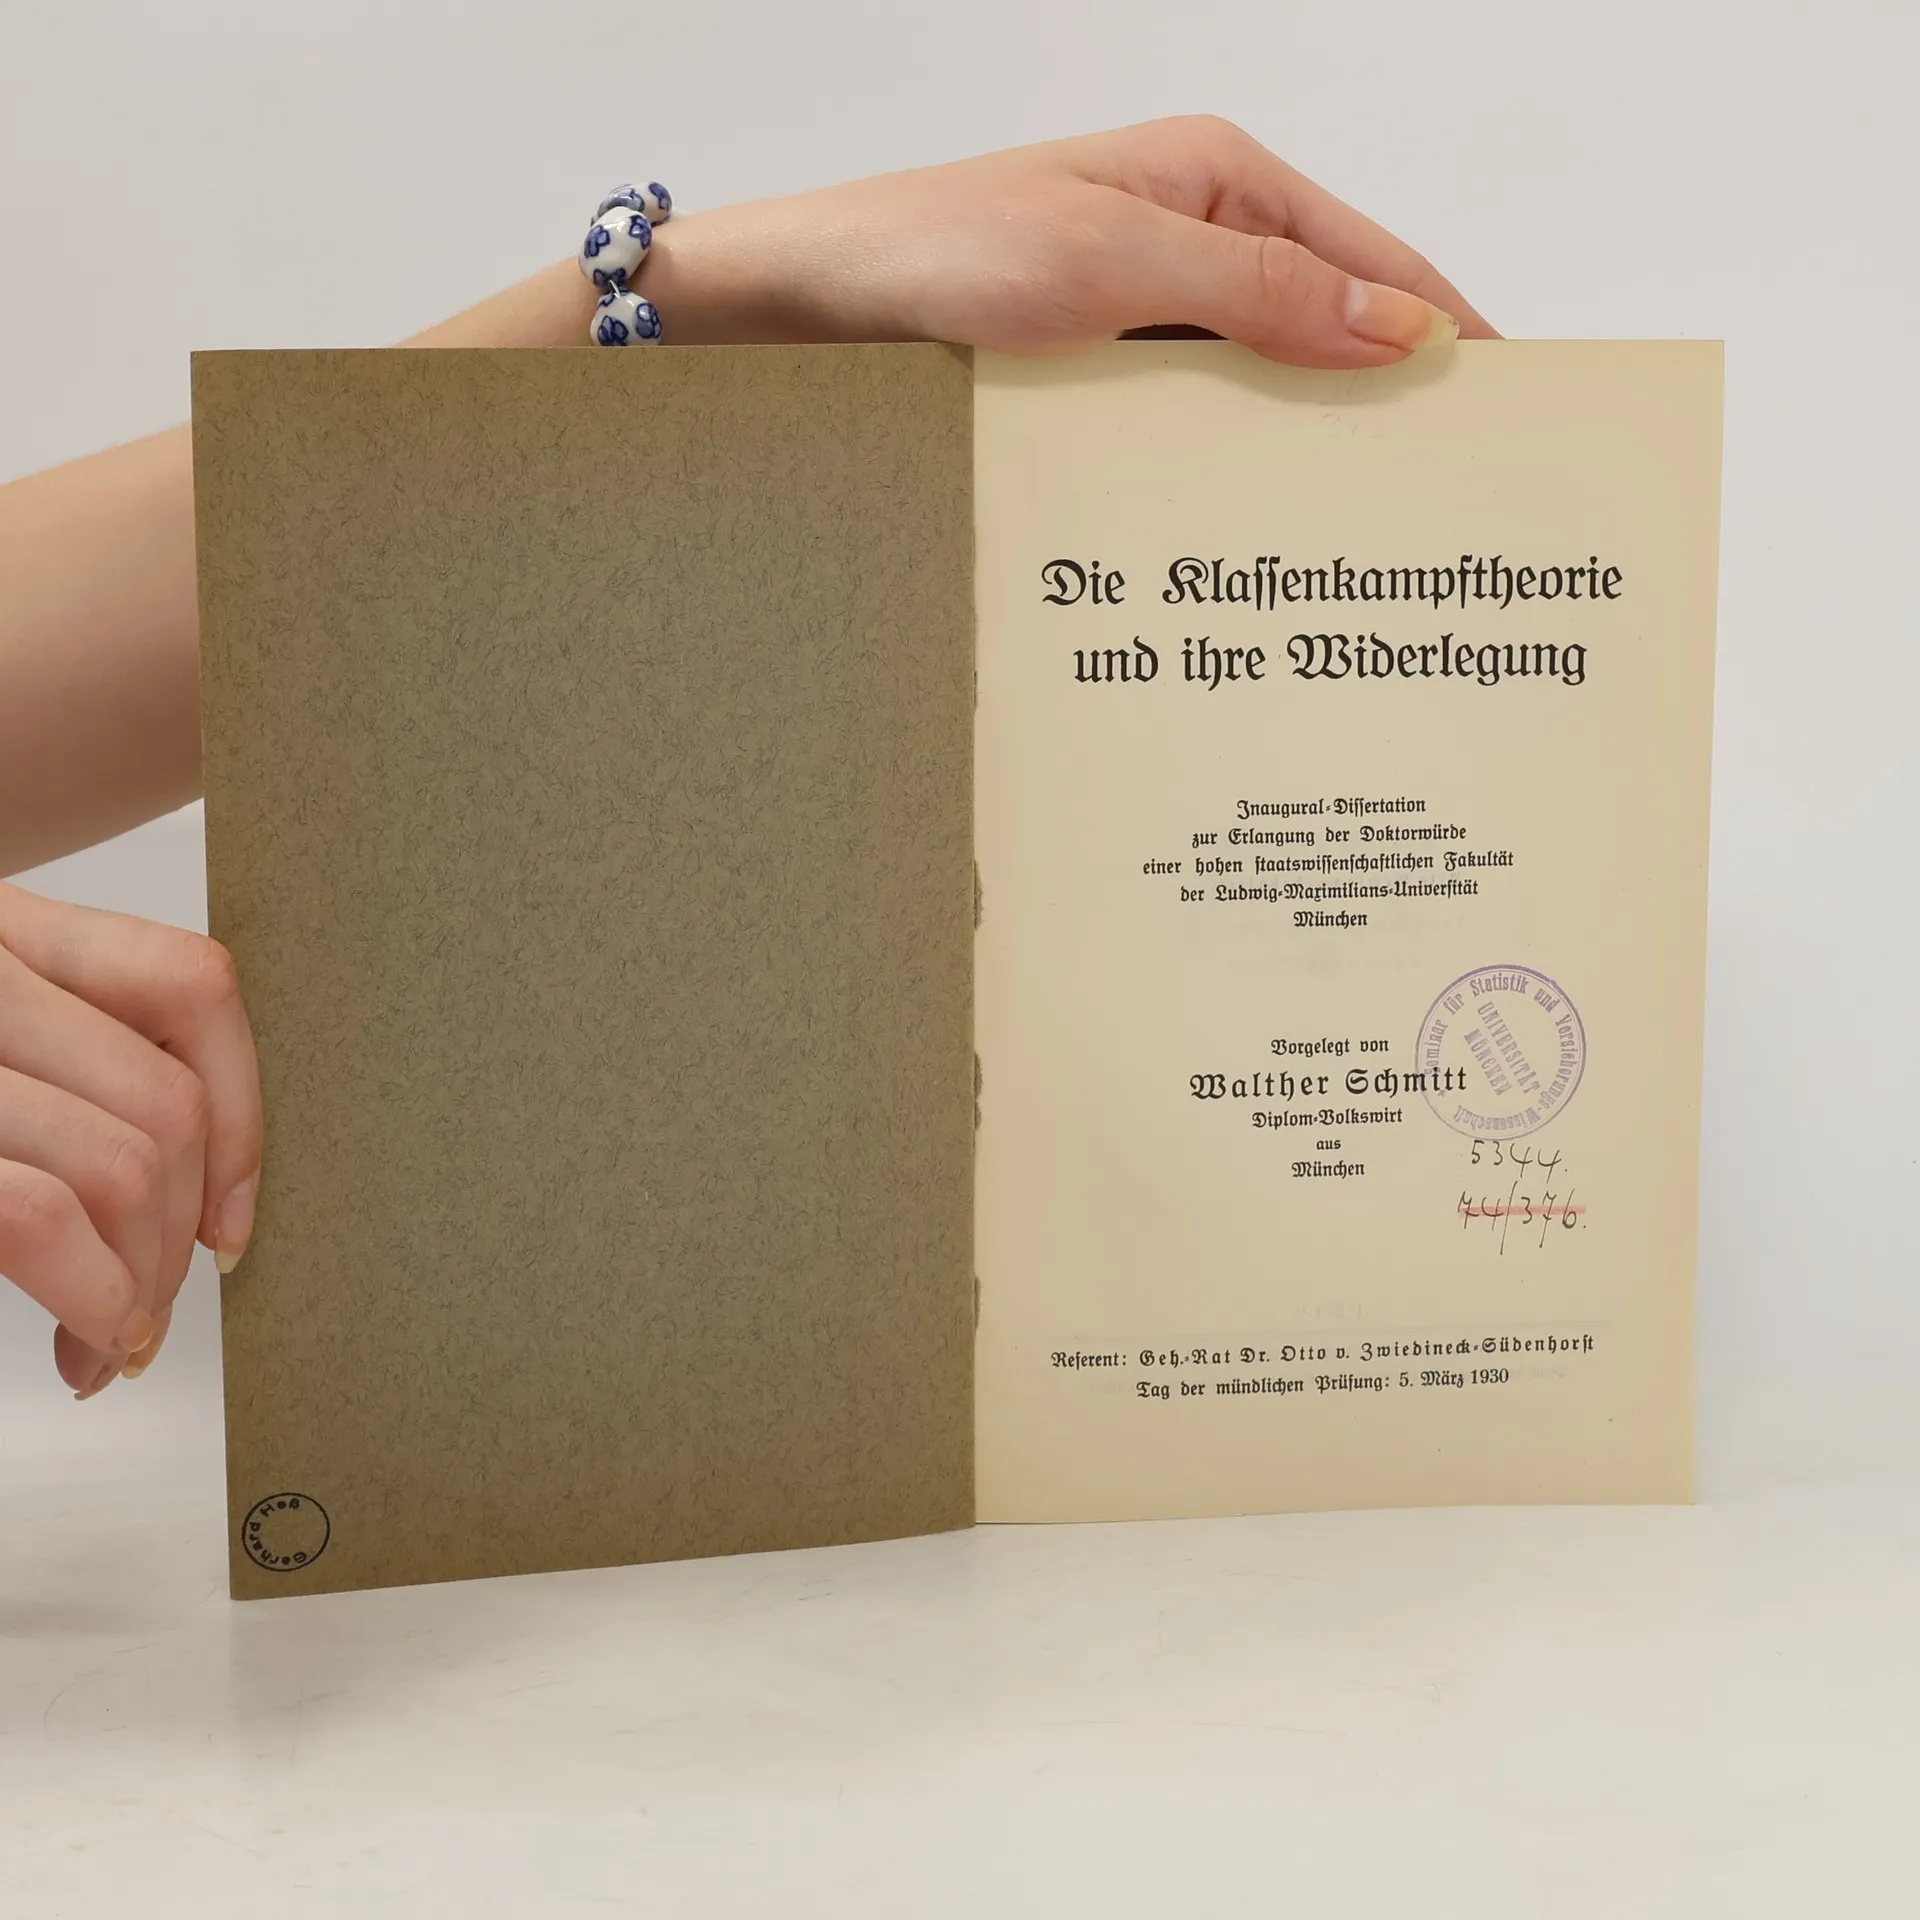 Die Klassenkampftheorie
und ihre Widerlegung
Inaugural-Dissertation
zur Erlangung der Doktorwürde
einer hohen staatswissenschaftlichen Fakultät
der Ludwig-Maximilians-Universität
München
Vorgelegt von
Walther Schmitt
Diplom-Volkswirt
aus
München
Seminar für Statistik und Versicherungs-Wissenschaft
UNIVERSITÄT
MÜNCHEN
5344.
74/376.
Referent: Geh.-Rat Dr. Otto v. Zwiedineck-Südenhorst
Tag der mündlichen Prüfung: 5. März 1930
Gerhard Heß